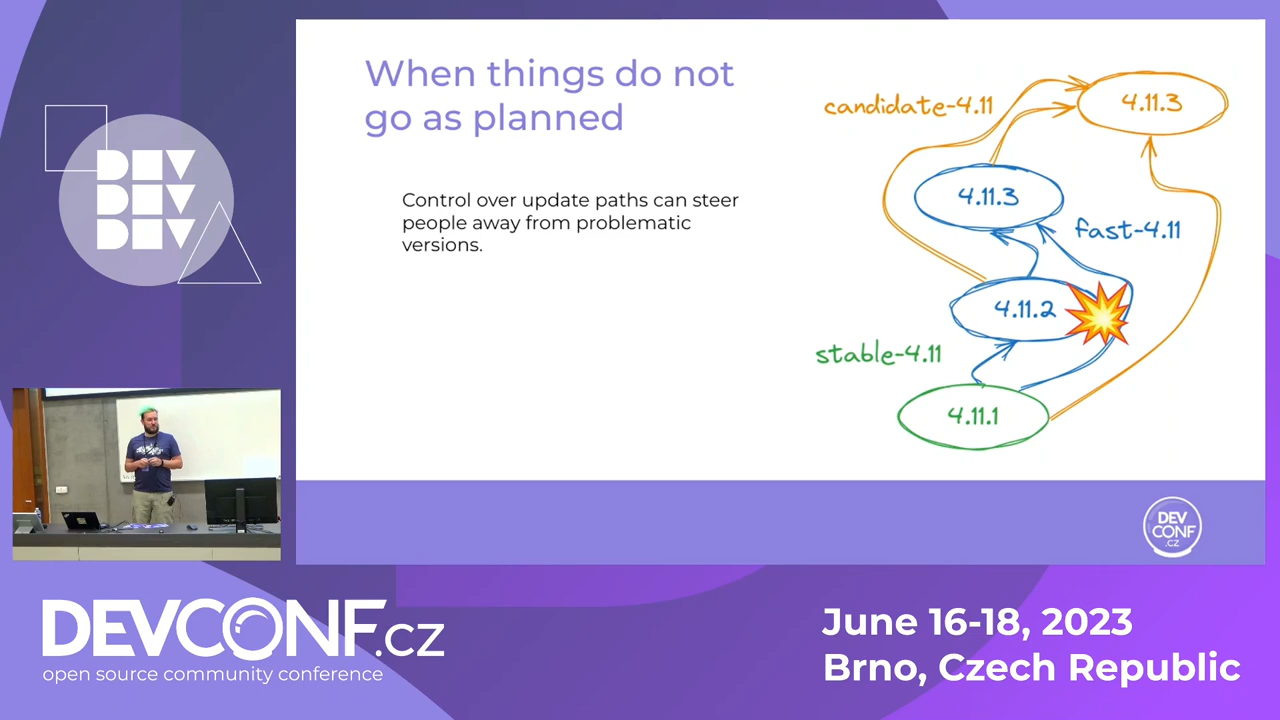 When things do not
go as planned
Control over update paths can steer
people away from problematic
versions.
candidate-4.11
4.11.3
4.11.3
fast-4.11
4.11.2
stable-4.11
4.11.1
DEV
DEV
DEV
DEV
CONF
.CZ
DEVCONF.cz
open source community conference
June 16-18, 2023
Brno, Czech Republic